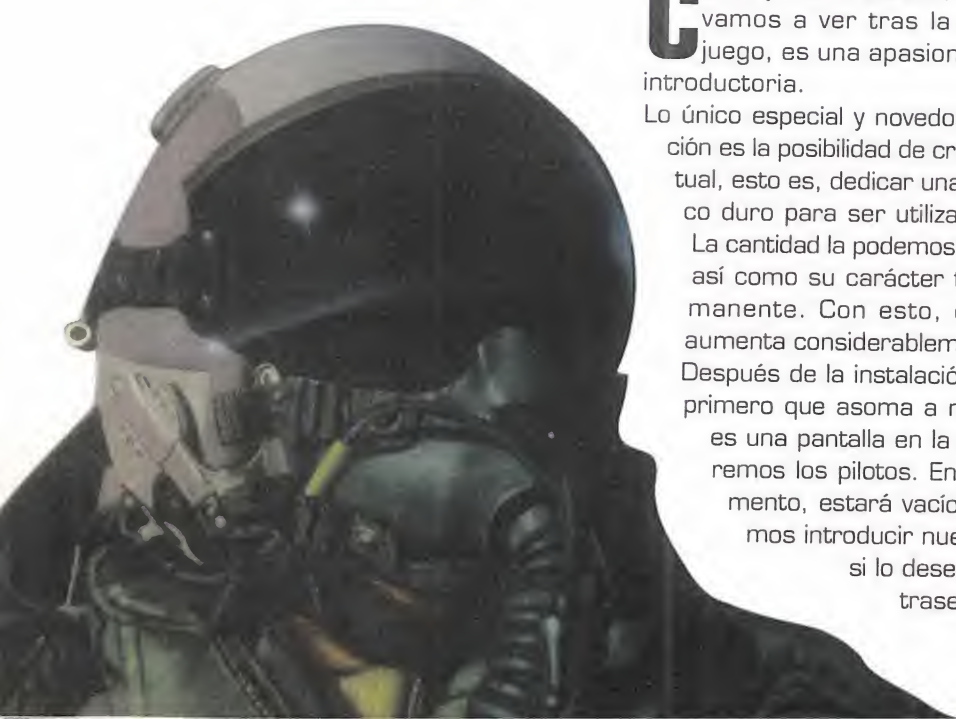 C
vamos a ver tras la
juego, es una apasion
introductoria.
Lo único especial y novedo
ción es la posibilidad de cr
tual, esto es, dedicar una
co duro para ser utiliza
La cantidad la podemos
así como su carácter
manente. Con esto,
aumenta considerablem
Después de la instalació
primero que asoma a
es una pantalla en la
remos los pilotos. En
mento, estará vacío
mos introducir nue
si lo dese
trase